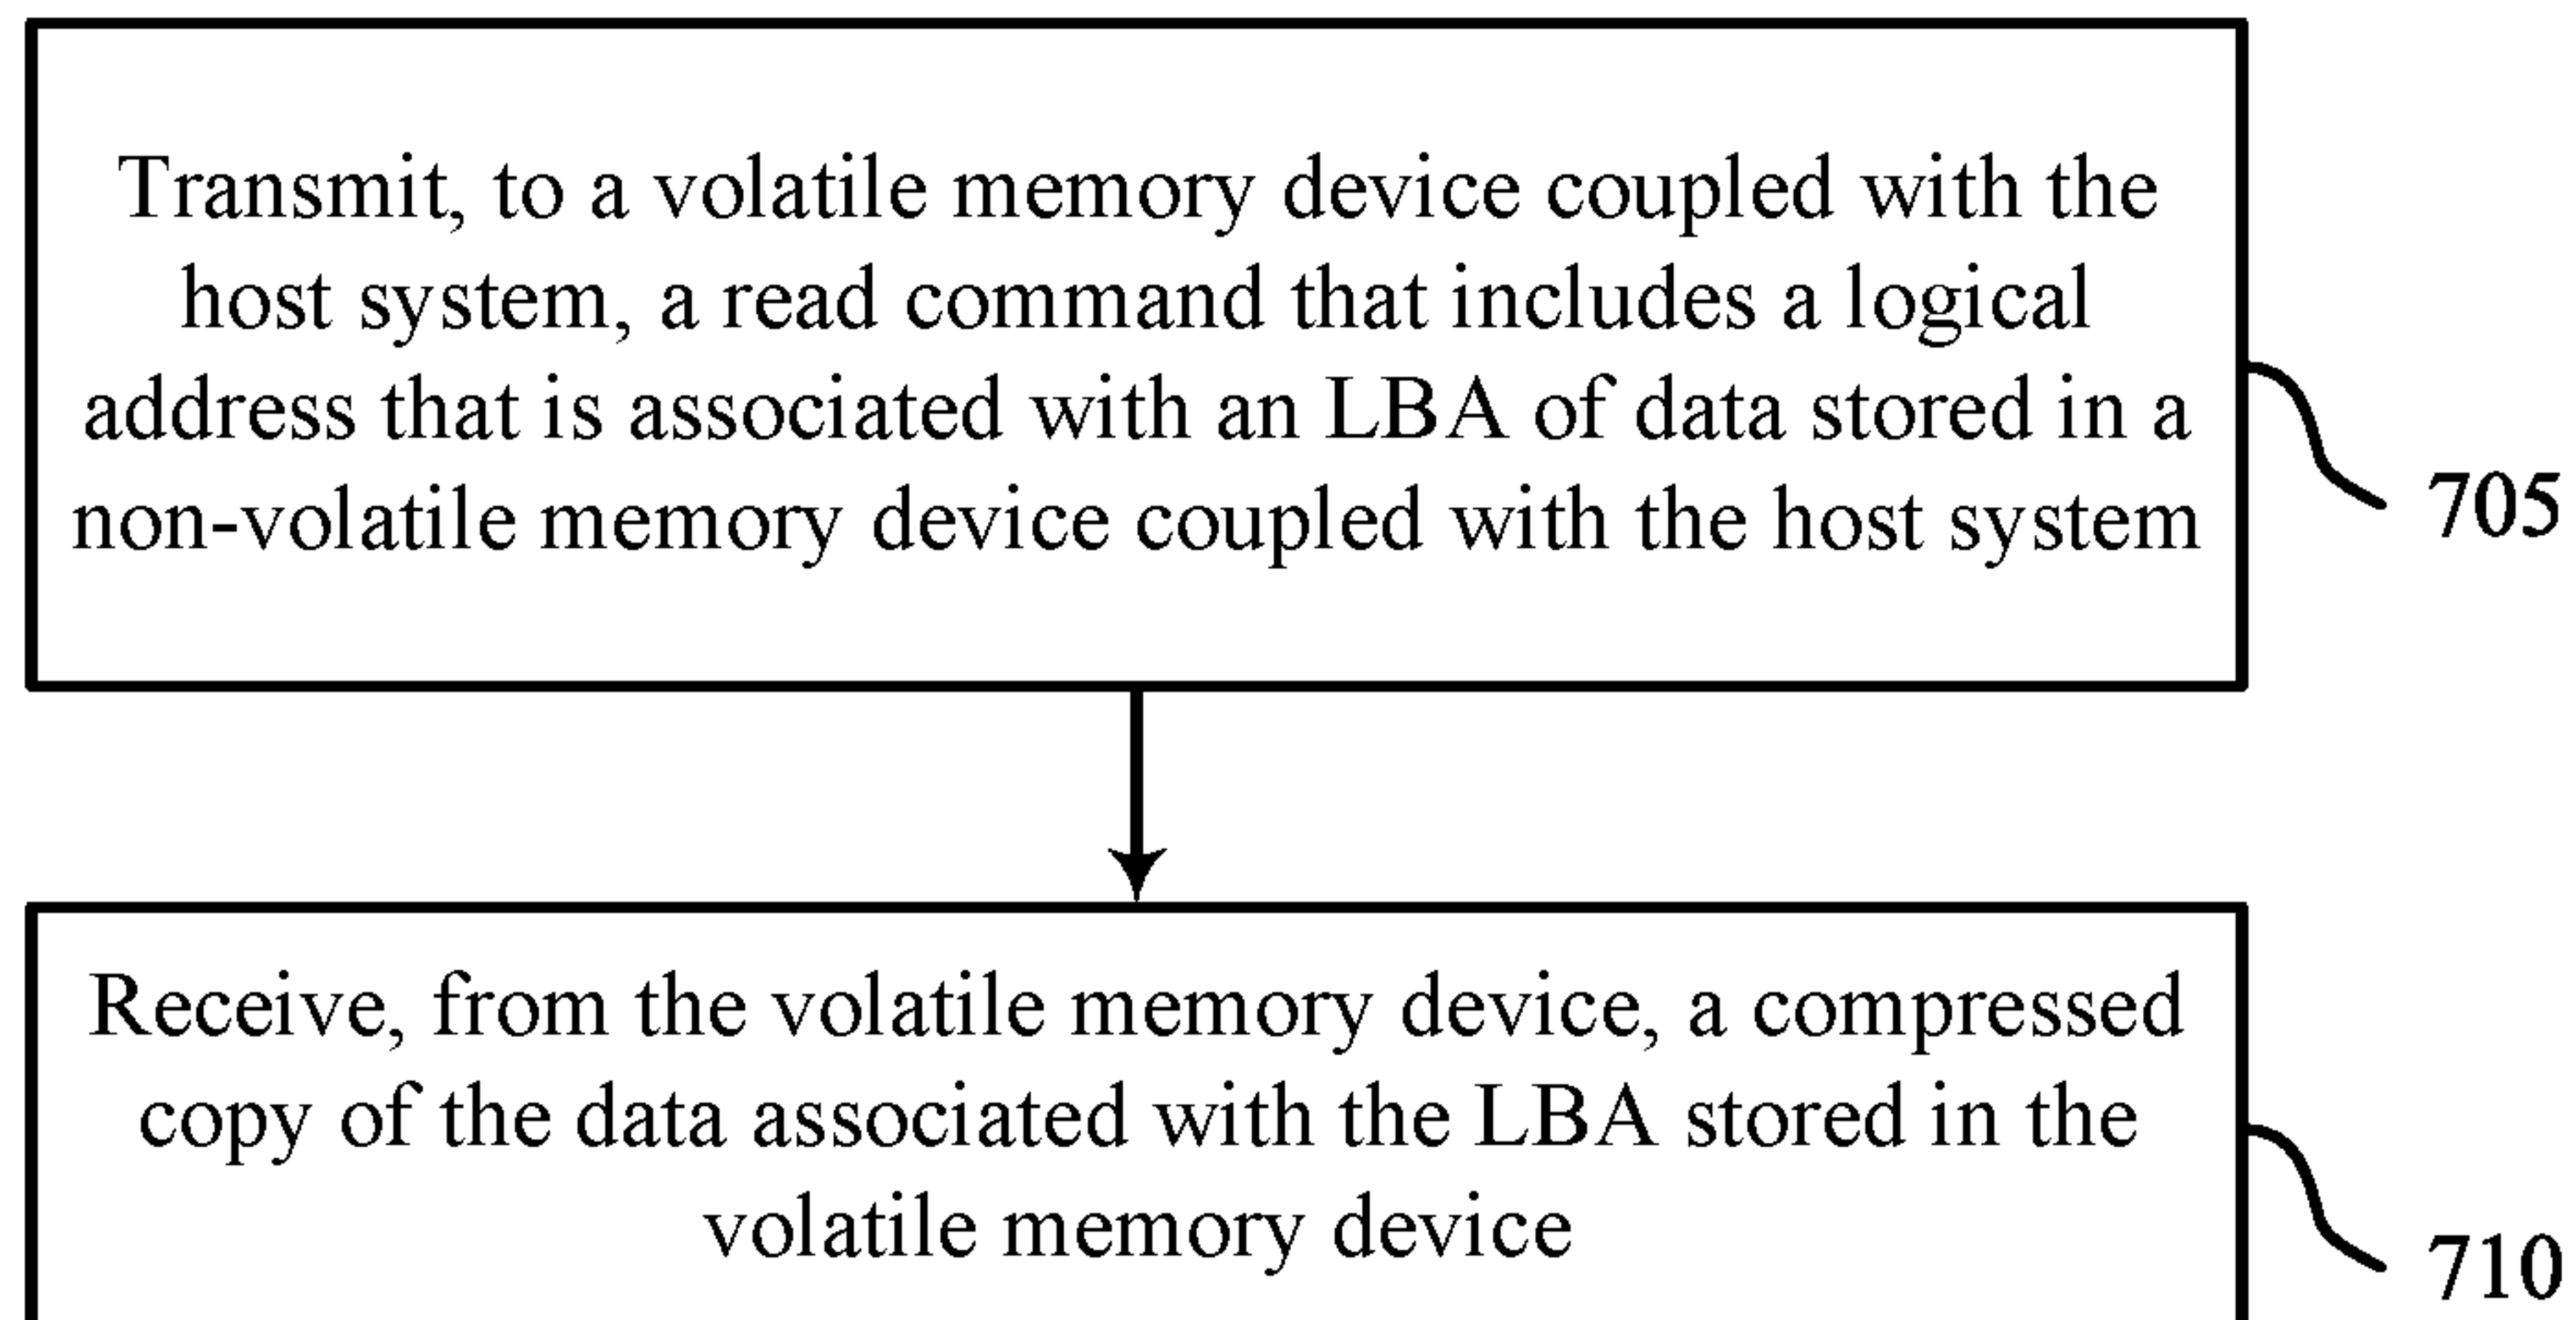 Transmit, to a volatile memory device coupled with the
host system, a read command that includes a logical
address that is associated with an LBA of data stored in a
non-volatile memory device coupled with the host system
705
Receive, from the volatile memory device, a compressed
copy of the data associated with the LBA stored in the
volatile memory device
710